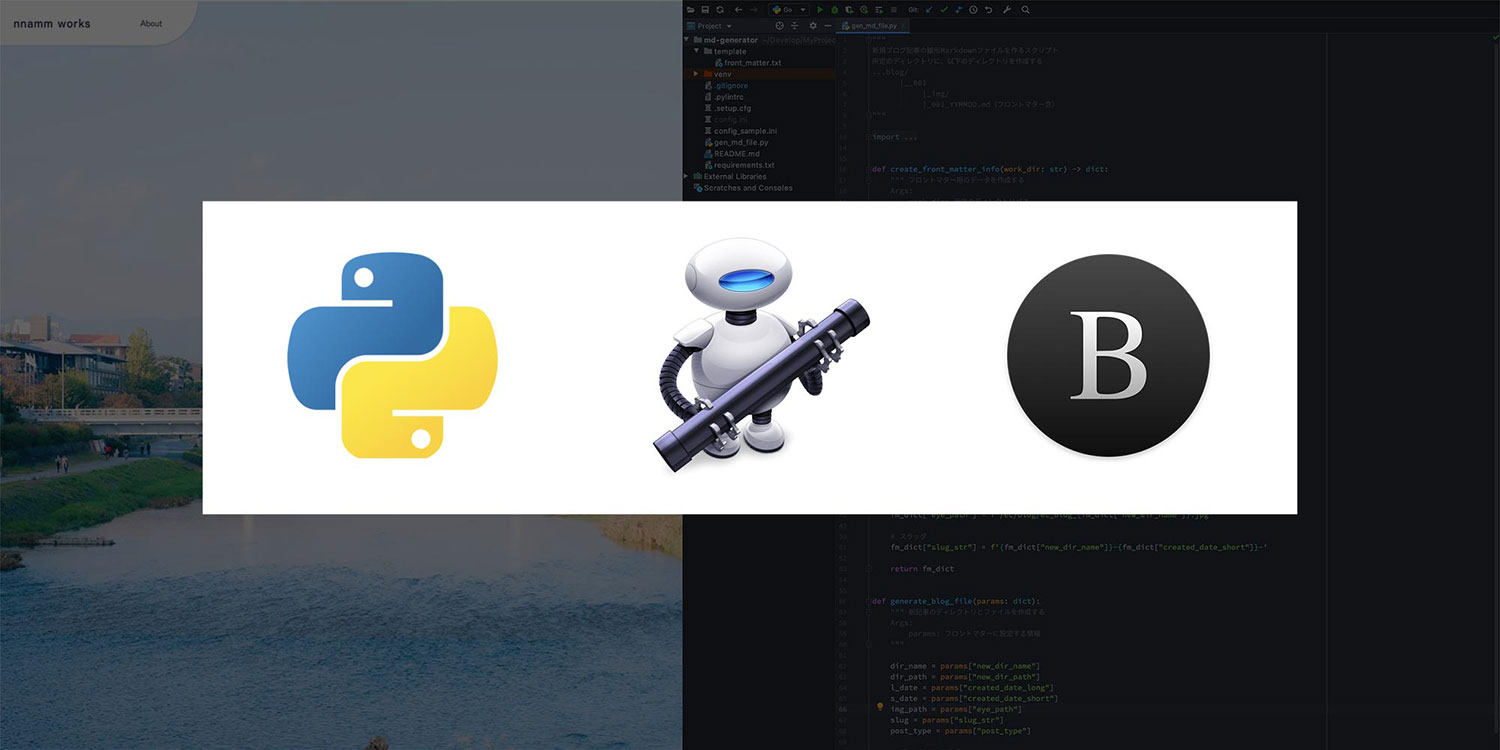 nnamm works
About
Go
Git:
Project
gen_md_file.py
md-generator ~/Develop/MyProjec
template
front_matter.txt
venv
.gitignore
.pylintrc
.setup.cfg
config.ini
config_sample.ini
gen_md_file.py
README.md
requirements.txt
External Libraries
Scratches and Consoles
"""
新規ブログ記事の雛形Markdownファイルを作るスクリプト
所定のディレクトリに、以下のディレクトリを作成する
...blog/
|__001
|_img/
|_001_YYMMDD.md（フロントマター含）
"""
import ...
def create_front_matter_info(work_dir: str) -> dict:
""" フロントマター用のデータを作成する
Args:
B
# スラッグ
fm_dict["slug_str"] = f'{fm_dict["new_dir_name"]}-{fm_dict["created_date_short"]}-'
return fm_dict
def generate_blog_file(params: dict):
""" 新記事のディレクトリとファイルを作成する
Args:
params: フロントマターに設定する情報
"""
dir_name = params["new_dir_name"]
dir_path = params["new_dir_path"]
l_date = params["created_date_long"]
s_date = params["created_date_short"]
img_path = params["eye_path"]
slug = params["slug_str"]
post_type = params["post_type"]